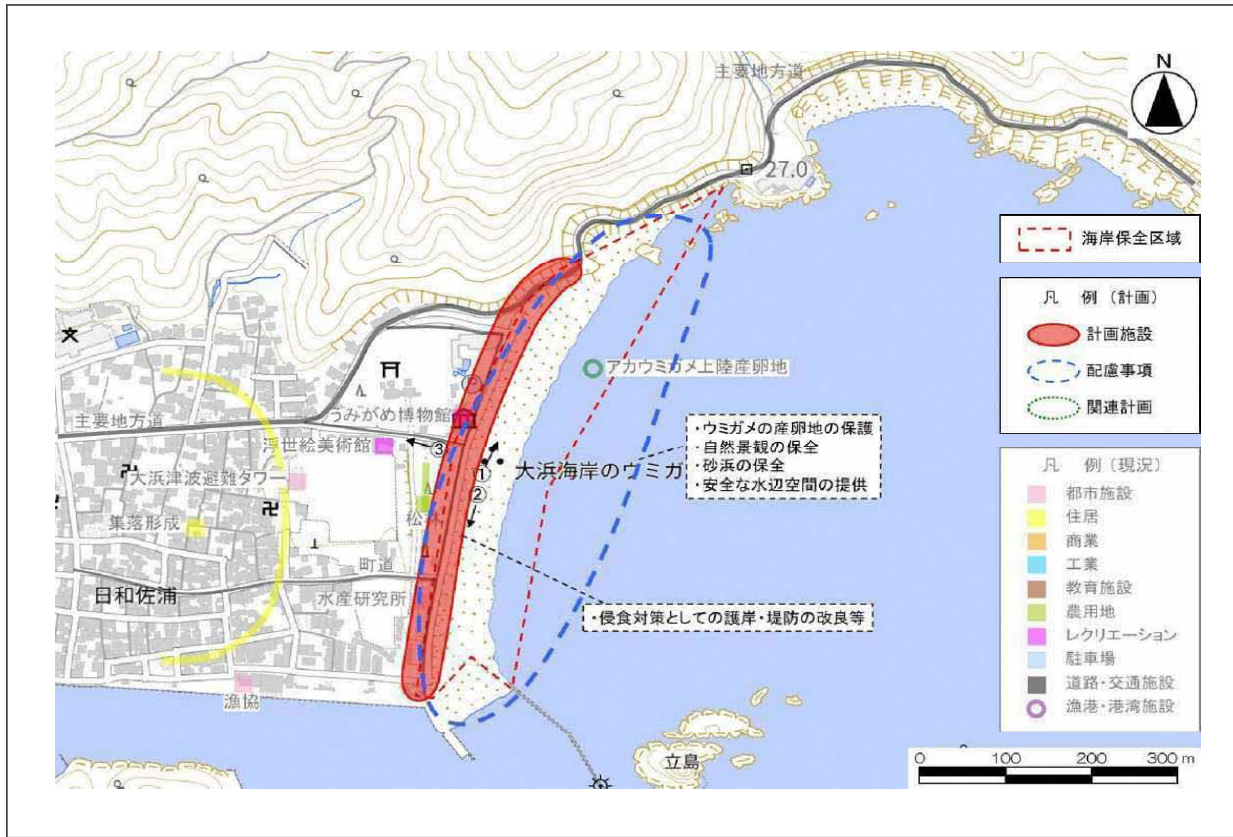 主要地方道
N
27.0
海岸保全区域
凡 例 (計画)
計画施設
配慮事項
関連計画
アカウミガメ上陸産卵地
主要地方道
うみがめ博物館
浮世絵美術館
③
・ウミガメの産卵地の保護
・自然景観の保全
・砂浜の保全
・安全な水辺空間の提供
大浜海岸のウミガ
①
②
大浜津波避難タワー
集落形成
松
町道
日和佐浦
水産研究所
・侵食対策としての護岸・堤防の改良等
漁協
立島
凡 例 (現況)
都市施設
住居
商業
工業
教育施設
農用地
レクリエーション
駐車場
道路・交通施設
漁港・港湾施設
0 100 200 300 m